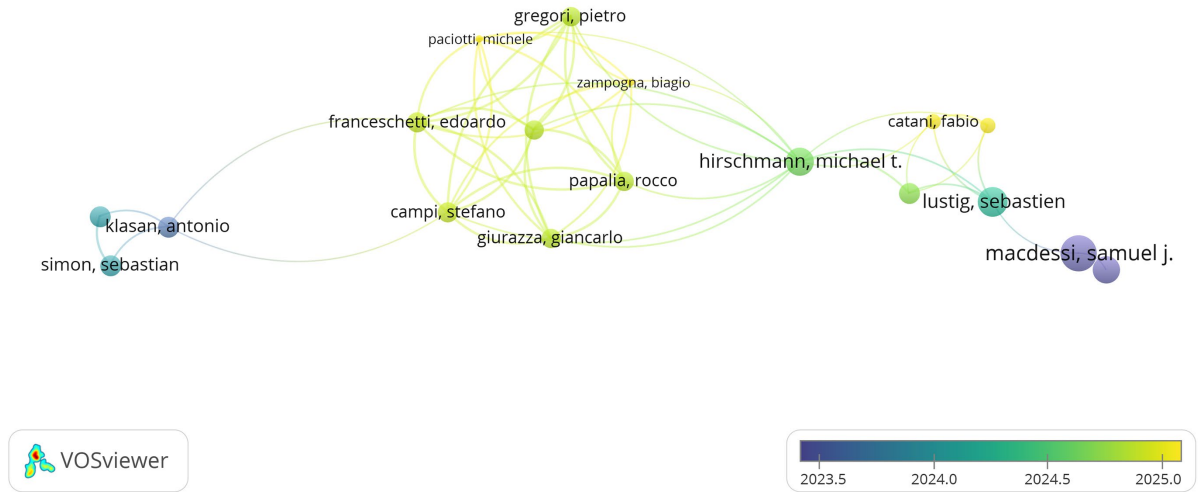 gregori, pietro
paciotti, michele
zampogna, biagio
franceschetti, edoardo
catani, fabio
hirschmann, michael t.
papalia, rocco
lustig, sebastien
campi, stefano
klasan, antonio
giurazza, giancarlo
macdessi, samuel j.
simon, sebastian
VOSviewer
2023.5 2024.0 2024.5 2025.0